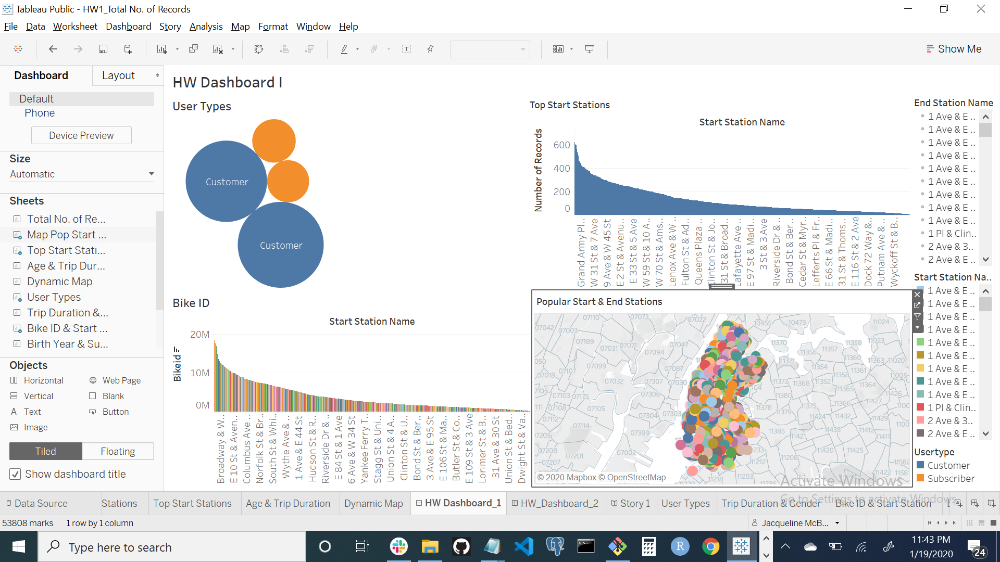 Tableau Public - HW1_Total No. of Records
File Data Worksheet Dashboard Story Analysis Map Format Window Help
Show Me
Dashboard Layout
Default
Phone
Device Preview
Size
Automatic
Sheets
Total No. of Re...
Map Pop Start ...
Top Start Stati...
Age & Trip Dur...
Dynamic Map
User Types
Trip Duration &...
Bike ID & Start ...
Birth Year & Su...
Objects
Horizontal Web Page
Vertical Blank
Text Button
Image
Tiled Floating
Show dashboard title
HW Dashboard I
User Types
Customer
Customer
Top Start Stations
Start Station Name
Number of Records
600
400
200
0
Grand Army Pl..
W 31 St & 7 Ave
9 Ave & W 45 St
E 2 St & Avenu..
E 33 St & 5 Ave
W 59 St & 10 A..
W 70 St & Ams..
Lenox Ave & W ..
Fulton St & Ad..
Queens Plaza ..
Clinton St & Jo..
31 St & Broad..
Lafayette Ave ..
E 97 St & Madi..
3 St & 3 Ave
Riverside Dr & ..
Bond St & Ber..
Cedar St & Myr..
Lefferts Pl & Fr..
E 66 St & Madi..
31 St & Thoms..
E 116 St & 2 Ave
Dock 72 Way &..
Putnam Ave & ..
Wyckoff St & B..
Bike ID
Start Station Name
Bikeid
20M
10M
0M
Broadway & W..
E 10 St & Aven..
Columbus Ave ..
Norfolk St & Br..
South St & Whi..
Wythe Ave & ..
1 Ave & E 44 St
Hudson St & R..
Riverside Dr & ..
E 84 St & 1 Ave
6 Ave & W 34 St
Yankee Ferry T..
Stagg St & Uni..
Union St & 4 A..
Clinton St & U..
Bond St & Ber..
3 Ave & E 95 St
E 106 St & Ma..
Butler St & Co..
E 109 St & 3 Ave
Lorimer St & B..
31 Ave & 30 St
Union St & Bed..
Dwight St & Va..
Popular Start & End Stations
07110 07073 07022 10455 10473 11024
07042 07003
07189 07031 07071 07047 11370 11357 11359 11023
07094 11356 11360 11363 11020
07099 07087 11371 11354
07018 07107 11358 11361 11005
07032 07307 07030 11372 11368 11352 11364 11426
07103 07175 07306 11380 11365 11427
07108 07105 11378 11375 11366 11423
07112 07304 07303 11379 11424 11432 11429
07114 07399 11385 11421 11435 11412 11411
07208 07002 11420 11425
07207 07201 11212 11208
11218 11203
© 2020 Mapbox © OpenStreetMap
End Station Name
1 Ave & E ..
1 Ave & E ..
1 Ave & E ..
1 Ave & E ..
1 Ave & E ..
1 Ave & E ..
1 Ave & E ..
1 Ave & E ..
1 Ave & E ..
1 Pl & Clin..
2 Ave & 3..
2 Ave & E ..
Start Station Na..
1 Ave & E ..
1 Ave & E ..
1 Ave & E ..
1 Ave & E ..
1 Ave & E ..
1 Ave & E ..
1 Ave & E ..
1 Ave & E ..
1 Ave & E ..
1 Pl & Clin..
2 Ave & 3..
2 Ave & E ..
Usertype
Customer
Subscriber
Activate Windows
Go to Settings to activate Windows.
Data Source Stations Top Start Stations Age & Trip Duration Dynamic Map HW Dashboard_1 HW_Dashboard_2 Story 1 User Types Trip Duration & Gender Bike ID & Start Station
53808 marks 1 row by 1 column Jacqueline McB...
Type here to search
11:43 PM
1/19/2020
24